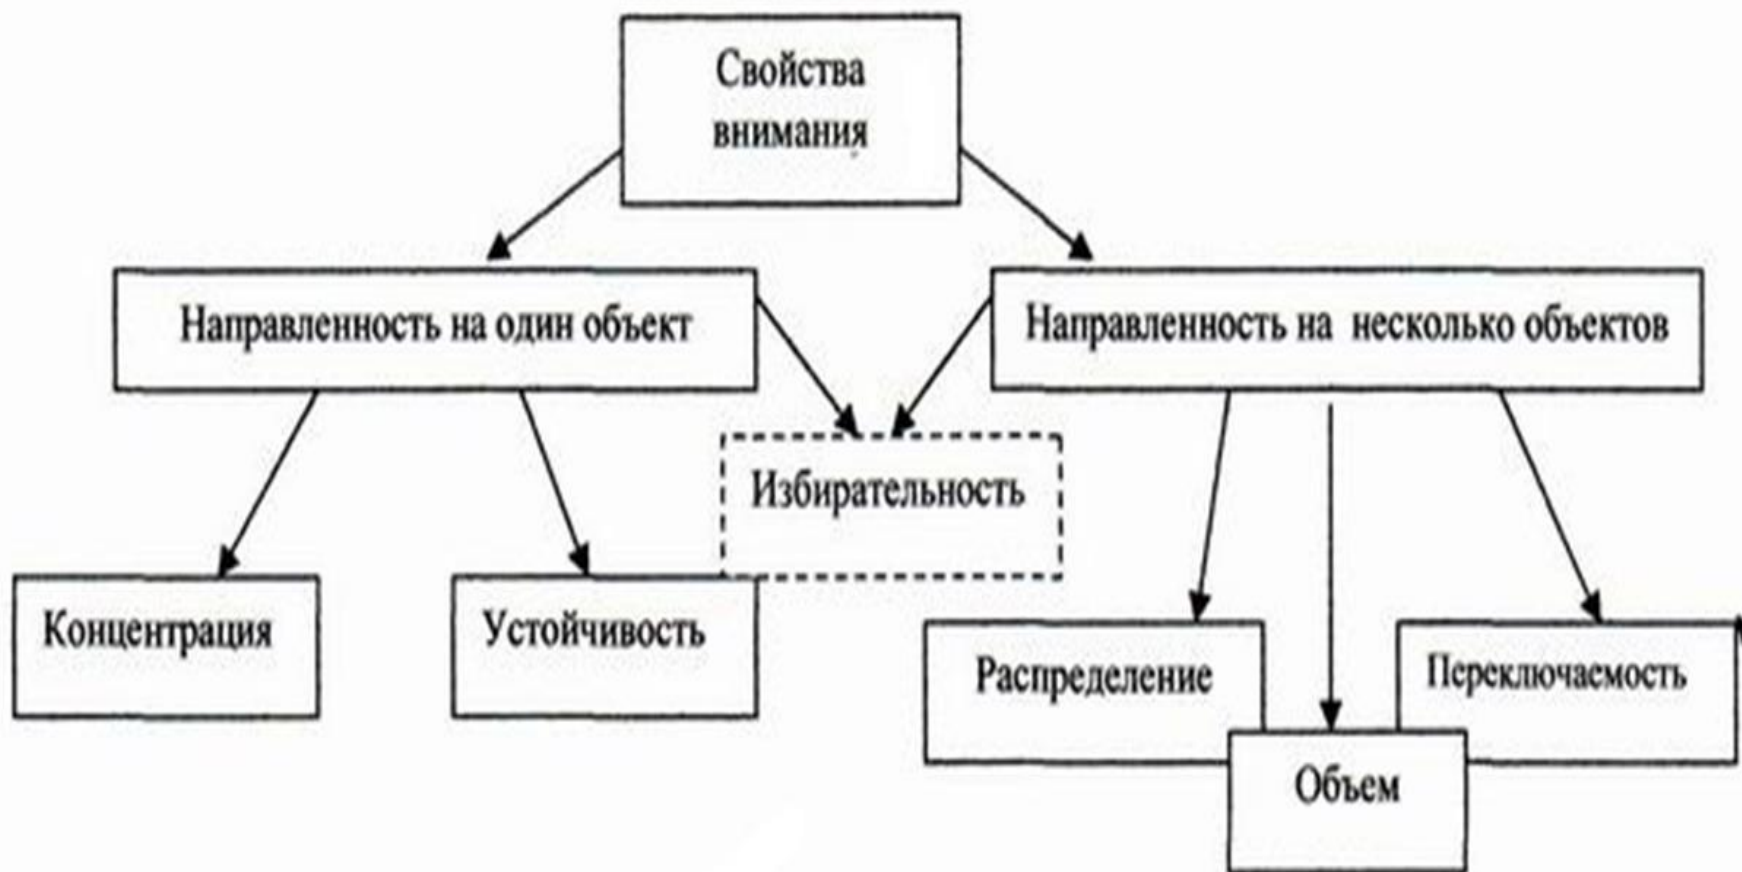 Свойства
внимания
Направленность на один объект
Направленность на несколько объектов
Избирательность
Концентрация
Устойчивость
Распределение
Переключаемость
Объем